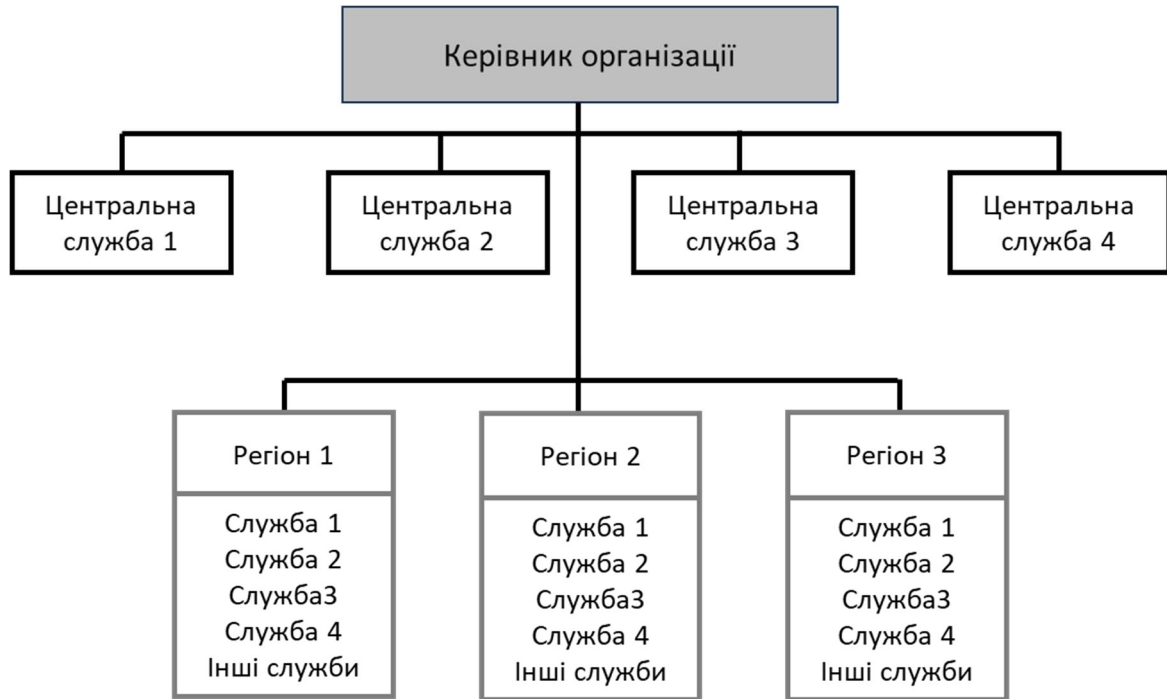 Керівник організації
Центральна
служба 1
Центральна
служба 2
Центральна
служба 3
Центральна
служба 4
Регіон 1
Служба 1
Служба 2
Служба3
Служба 4
Інші служби
Регіон 2
Служба 1
Служба 2
Служба3
Служба 4
Інші служби
Регіон 3
Служба 1
Служба 2
Служба3
Служба 4
Інші служби